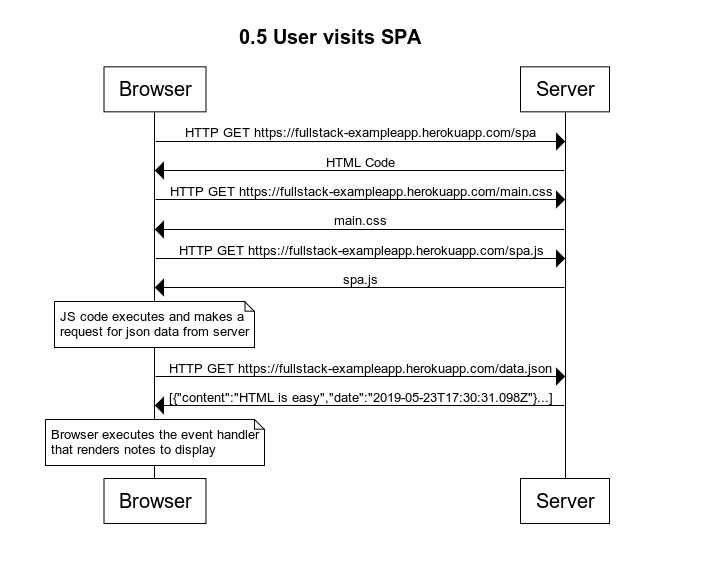 0.5 User visits SPA
Browser
Server
HTTP GET https://fullstack-exampleapp.herokuapp.com/spa
HTML Code
HTTP GET https://fullstack-exampleapp.herokuapp.com/main.css
main.css
HTTP GET https://fullstack-exampleapp.herokuapp.com/spa.js
spa.js
JS code executes and makes a
request for json data from server
HTTP GET https://fullstack-exampleapp.herokuapp.com/data.json
[{"content":"HTML is easy","date":"2019-05-23T17:30:31.098Z"}...]
Browser executes the event handler
that renders notes to display
Browser
Server